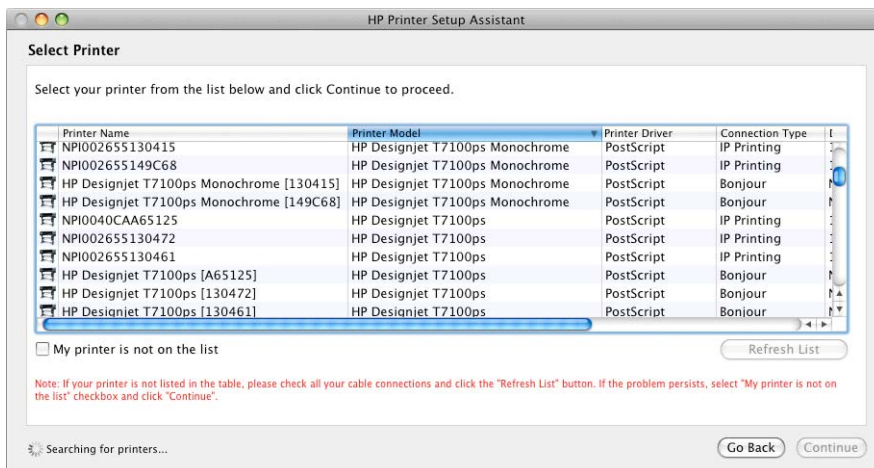 HP Printer Setup Assistant
Select Printer
Select your printer from the list below and click Continue to proceed.
Printer Name Printer Model Printer Driver Connection Type
NPI002655130415 HP Designjet T7100ps Monochrome PostScript IP Printing
NPI002655149C68 HP Designjet T7100ps Monochrome PostScript IP Printing
HP Designjet T7100ps Monochrome [130415] HP Designjet T7100ps Monochrome PostScript Bonjour
HP Designjet T7100ps Monochrome [149C68] HP Designjet T7100ps Monochrome PostScript Bonjour
NPI0040CAA65125 HP Designjet T7100ps PostScript IP Printing
NPI002655130472 HP Designjet T7100ps PostScript IP Printing
NPI002655130461 HP Designjet T7100ps PostScript IP Printing
HP Designjet T7100ps [A65125] HP Designjet T7100ps PostScript Bonjour
HP Designjet T7100ps [130472] HP Designjet T7100ps PostScript Bonjour
HP Designjet T7100ps [130461] HP Designjet T7100ps PostScript Bonjour
My printer is not on the list
Refresh List
Note: If your printer is not listed in the table, please check all your cable connections and click the "Refresh List" button. If the problem persists, select "My printer is not on
the list" checkbox and click "Continue".
Searching for printers...
Go Back Continue